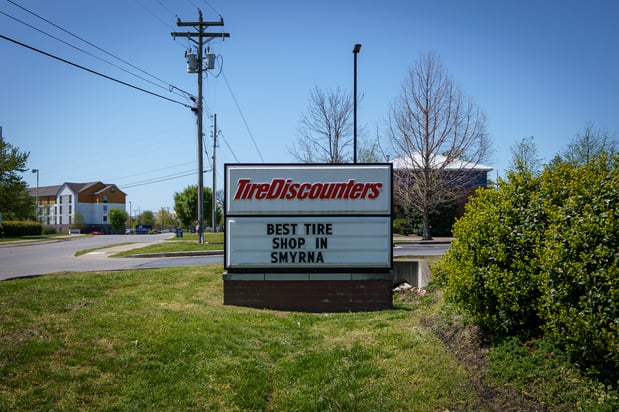 TireDiscounters
BEST TIRE
SHOP IN
SMYRNA